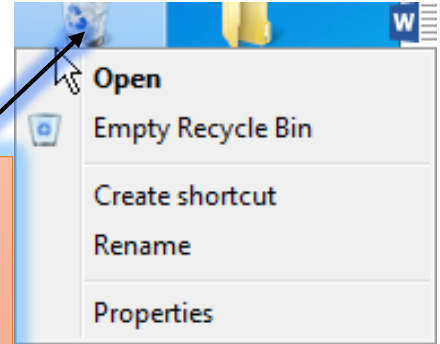 W
Open
Empty Recycle Bin
Create shortcut
Rename
Properties